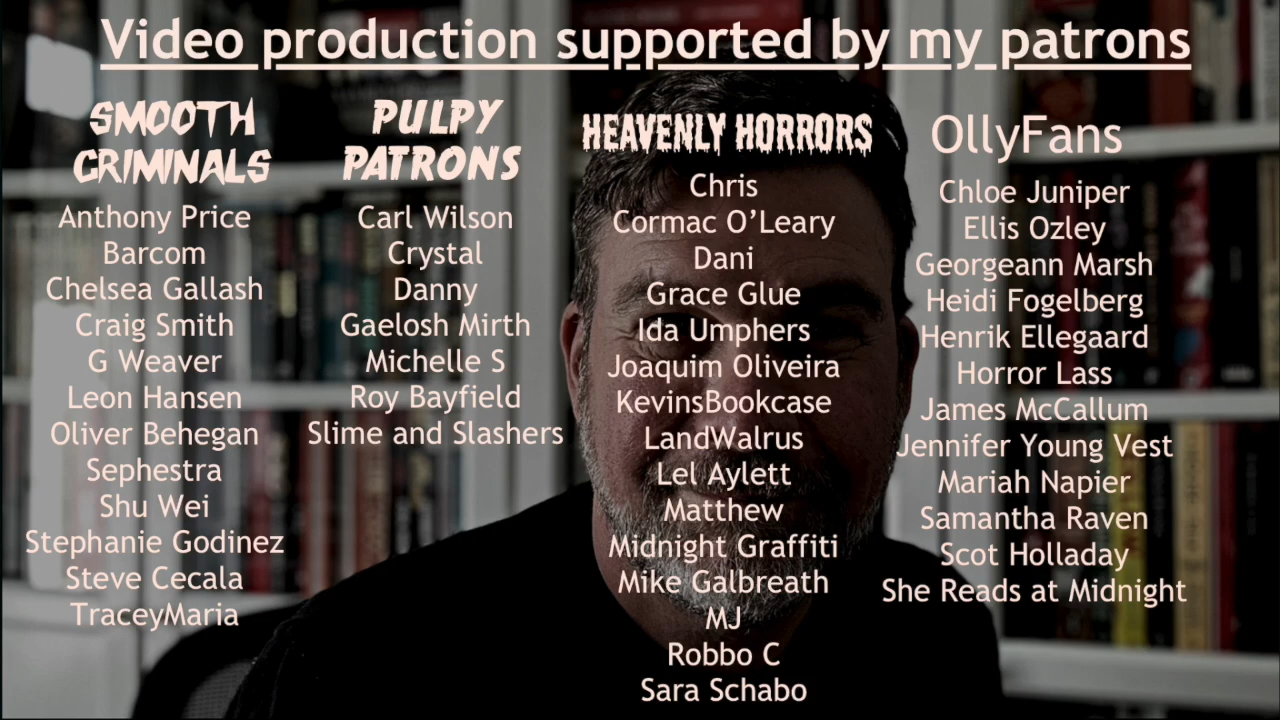 Video production supported by my patrons
SMOOTH
CRIMINALS
Anthony Price
Barcom
Chelsea Gallash
Craig Smith
G Weaver
Leon Hansen
Oliver Behegan
Sephestra
Shu Wei
Stephanie Godinez
Steve Cecala
TraceyMaria
PULPY
PATRONS
Carl Wilson
Crystal
Danny
Gaelosh Mirth
Michelle S
Roy Bayfield
Slime and Slashers
HEAVENLY HORRORS
Chris
Cormac O’Leary
Dani
Grace Glue
Ida Umphers
Joaquim Oliveira
KevinsBookcase
LandWalrus
Lel Aylett
Matthew
Midnight Graffiti
Mike Galbreath
MJ
Robbo C
Sara Schabo
OllyFans
Chloe Juniper
Ellis Ozley
Georgeann Marsh
Heidi Fogelberg
Henrik Ellegaard
Horror Lass
James McCallum
Jennifer Young Vest
Mariah Napier
Samantha Raven
Scot Holladay
She Reads at Midnight